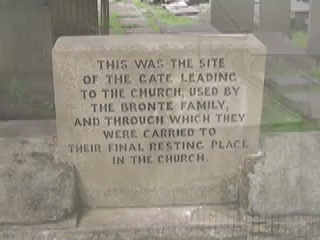 THIS WAS THE SITE
OF THE GATE LEADING
TO THE CHURCH, USED BY
THE BRONTE FAMILY,
AND THROUGH WHICH THEY
WERE CARRIED TO
THEIR FINAL RESTING PLACE
IN THE CHURCH.